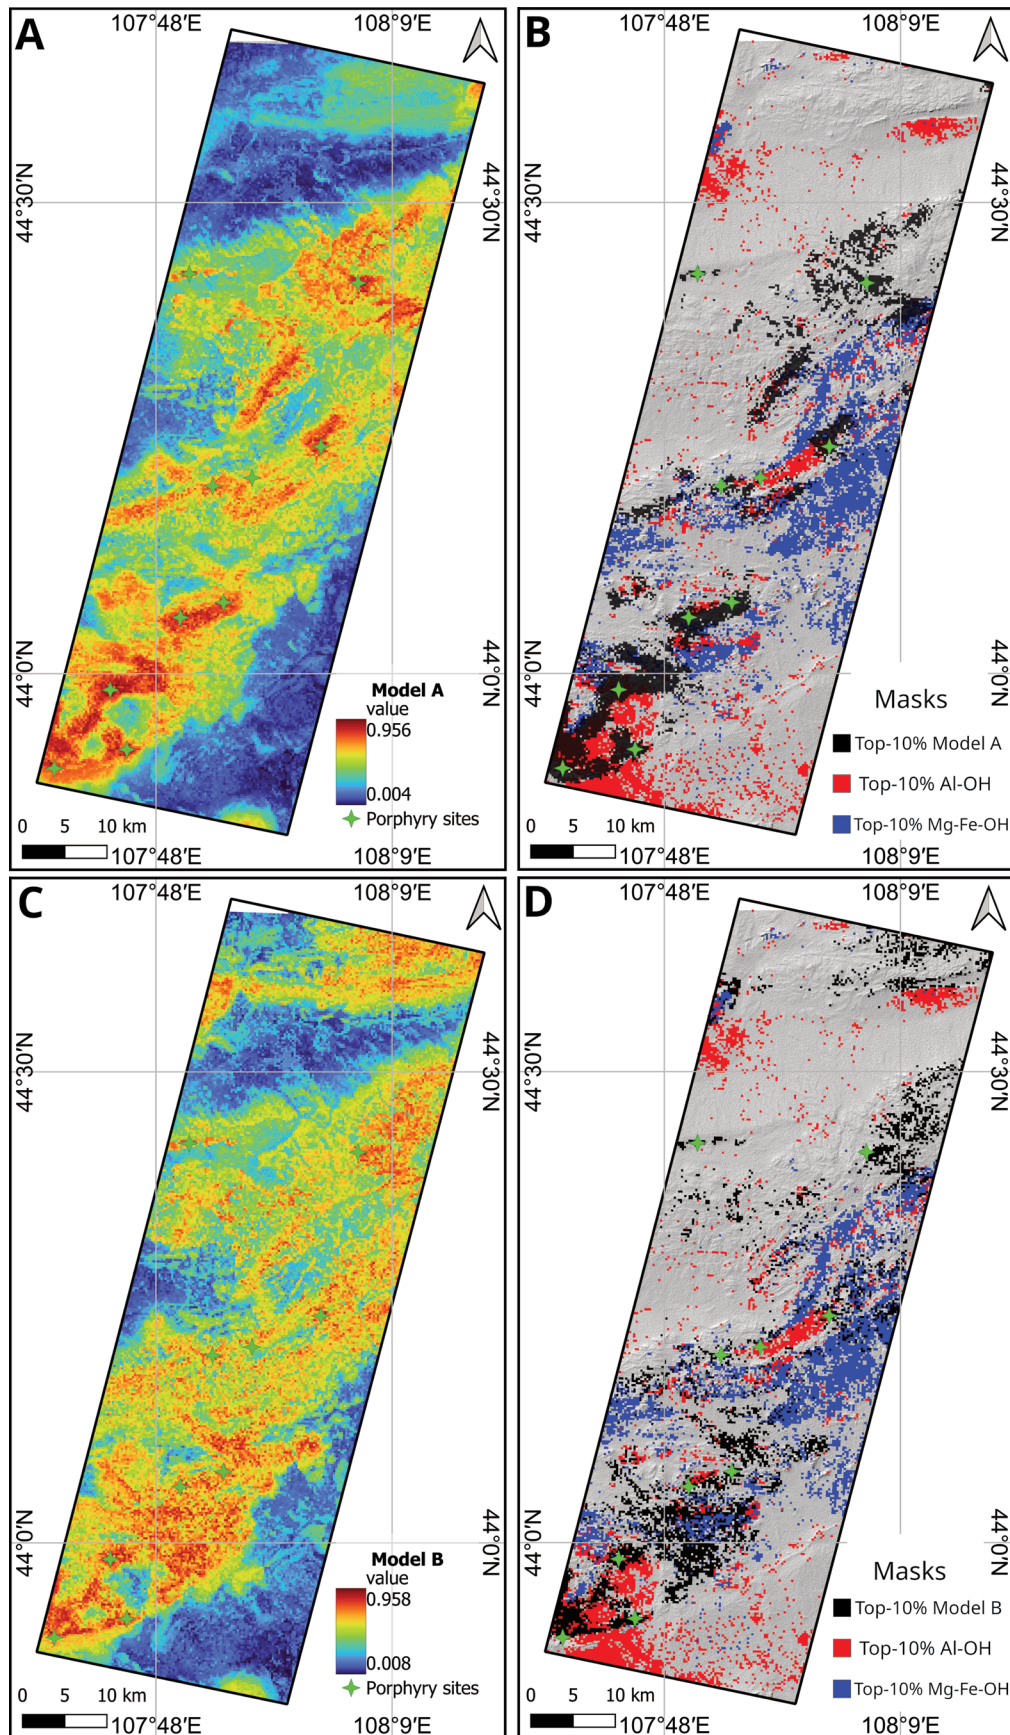 A
107°48′E
108°9′E
44°30′N
44°30′N
44°0′N
44°0′N
Model A
value
0.956
0.004
Porphyry sites
0 5 10 km
107°48′E
108°9′E
B
107°48′E
108°9′E
44°30′N
44°30′N
44°0′N
44°0′N
Masks
Top-10% Model A
Top-10% Al-OH
Top-10% Mg-Fe-OH
0 5 10 km
107°48′E
108°9′E
C
107°48′E
108°9′E
44°30′N
44°30′N
44°0′N
44°0′N
Model B
value
0.958
0.008
Porphyry sites
0 5 10 km
107°48′E
108°9′E
D
107°48′E
108°9′E
44°30′N
44°30′N
44°0′N
44°0′N
Masks
Top-10% Model B
Top-10% Al-OH
Top-10% Mg-Fe-OH
0 5 10 km
107°48′E
108°9′E